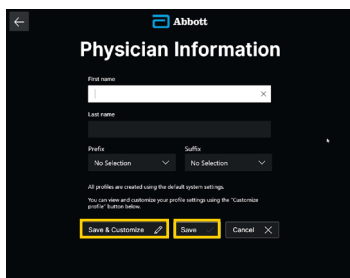 Abbott
Physician Information
First name
Last name
Prefix
Suffix
No Selection
No Selection
All profiles are created using the default system settings.
You can view and customize your profile settings using the "Customize
profile" button below.
Save & Customize
Save
Cancel